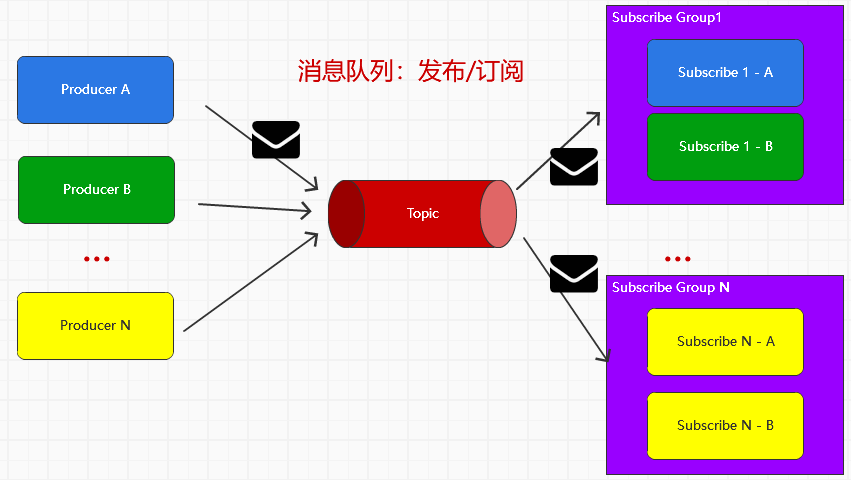 消息队列：发布/订阅
Producer A
Producer B
...
Producer N
Topic
Subscribe Group1
Subscribe 1 - A
Subscribe 1 - B
...
Subscribe Group N
Subscribe N - A
Subscribe N - B